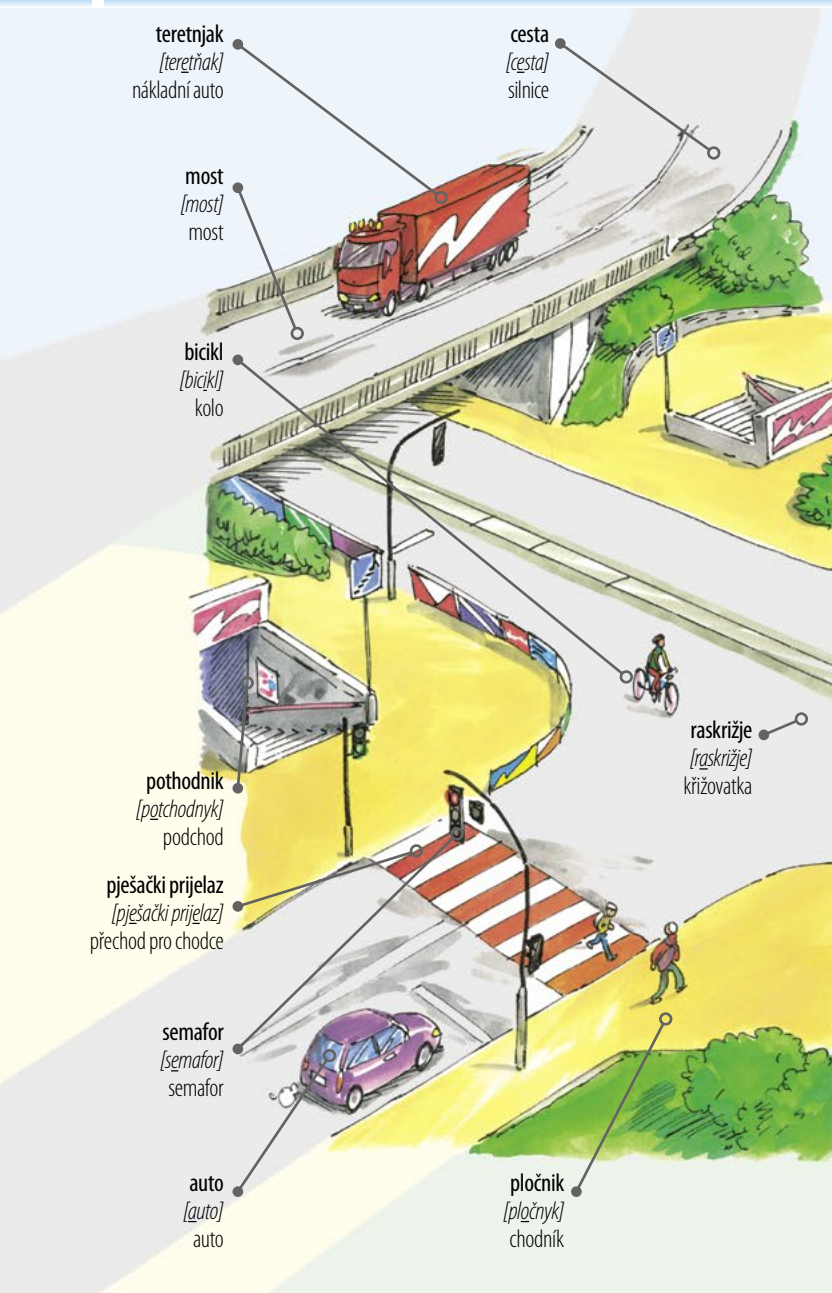 teretnjak
[teretňak]
nákladní auto
cesta
[cesta]
silnice
most
[most]
most
bicikl
[bicikl]
kolo
raskrižje
[raskrižje]
křižovatka
pothodnik
[potchodnyk]
podchod
pješački prijelaz
[pješački prijelaz]
přechod pro chodce
semafor
[semafor]
semafor
auto
[auto]
auto
pločnik
[pločnyk]
chodník